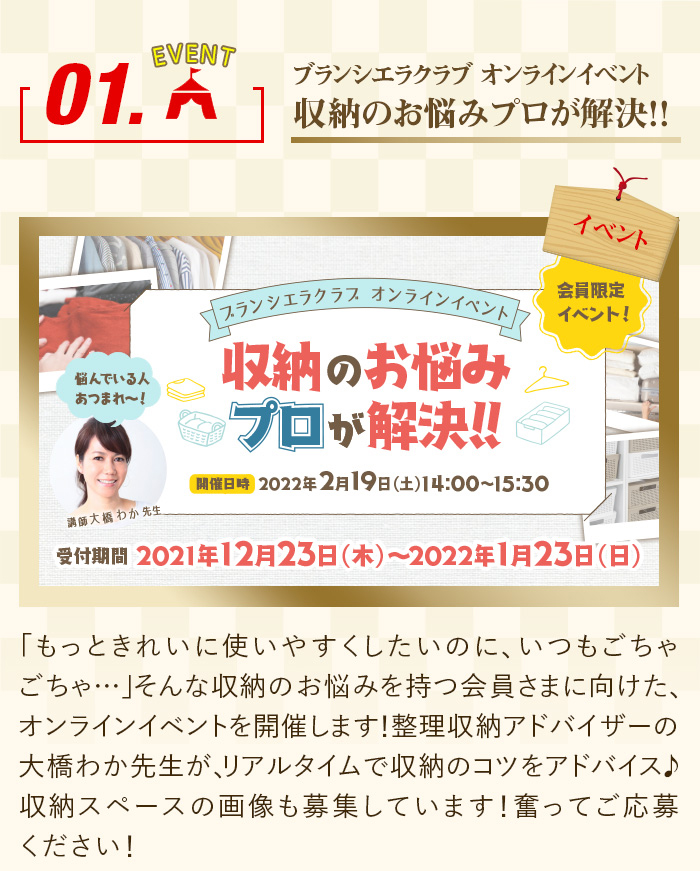 01.
EVENT
ブランシエラクラブ オンラインイベント
収納のお悩みプロが解決!!
イベント
会員限定
イベント!
ブランシエラクラブ オンラインイベント
収納のお悩み
プロが解決!!
悩んでいる人
あつまれ〜!
開催日時 2022年2月19日(土)14:00〜15:30
講師 大橋わか先生
受付期間 2021年12月23日(木)〜2022年1月23日(日)
「もっときれいに使いやすくしたいのに、いつもごちゃ
ごちゃ…」そんな収納のお悩みを持つ会員さまに向けた、
オンラインイベントを開催します!整理収納アドバイザーの
大橋わか先生が、リアルタイムで収納のコツをアドバイス♪
収納スペースの画像も募集しています!奮ってご応募
ください!